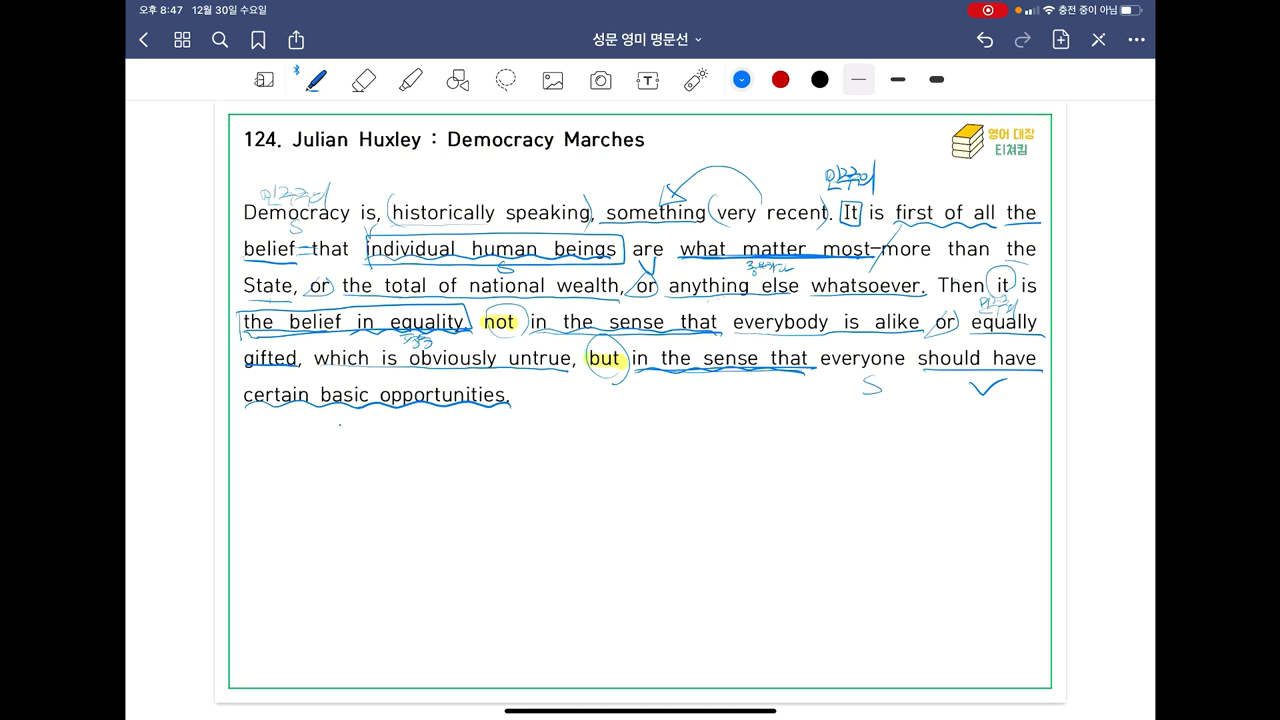 오후 8:47 12월 30일 수요일
충전 중이 아님
성문 영미 명문선
124. Julian Huxley : Democracy Marches
영어 대장
티쳐킴
민주주의
민주주의
Democracy is, historically speaking, something very recent. It is first of all the
S
belief that individual human beings are what matter most—more than the
S
V
중요하다
State, or the total of national wealth, or anything else whatsoever. Then it is
민주
the belief in equality, not in the sense that everybody is alike or equally
gifted, which is obviously untrue, but in the sense that everyone should have
S
V
certain basic opportunities.